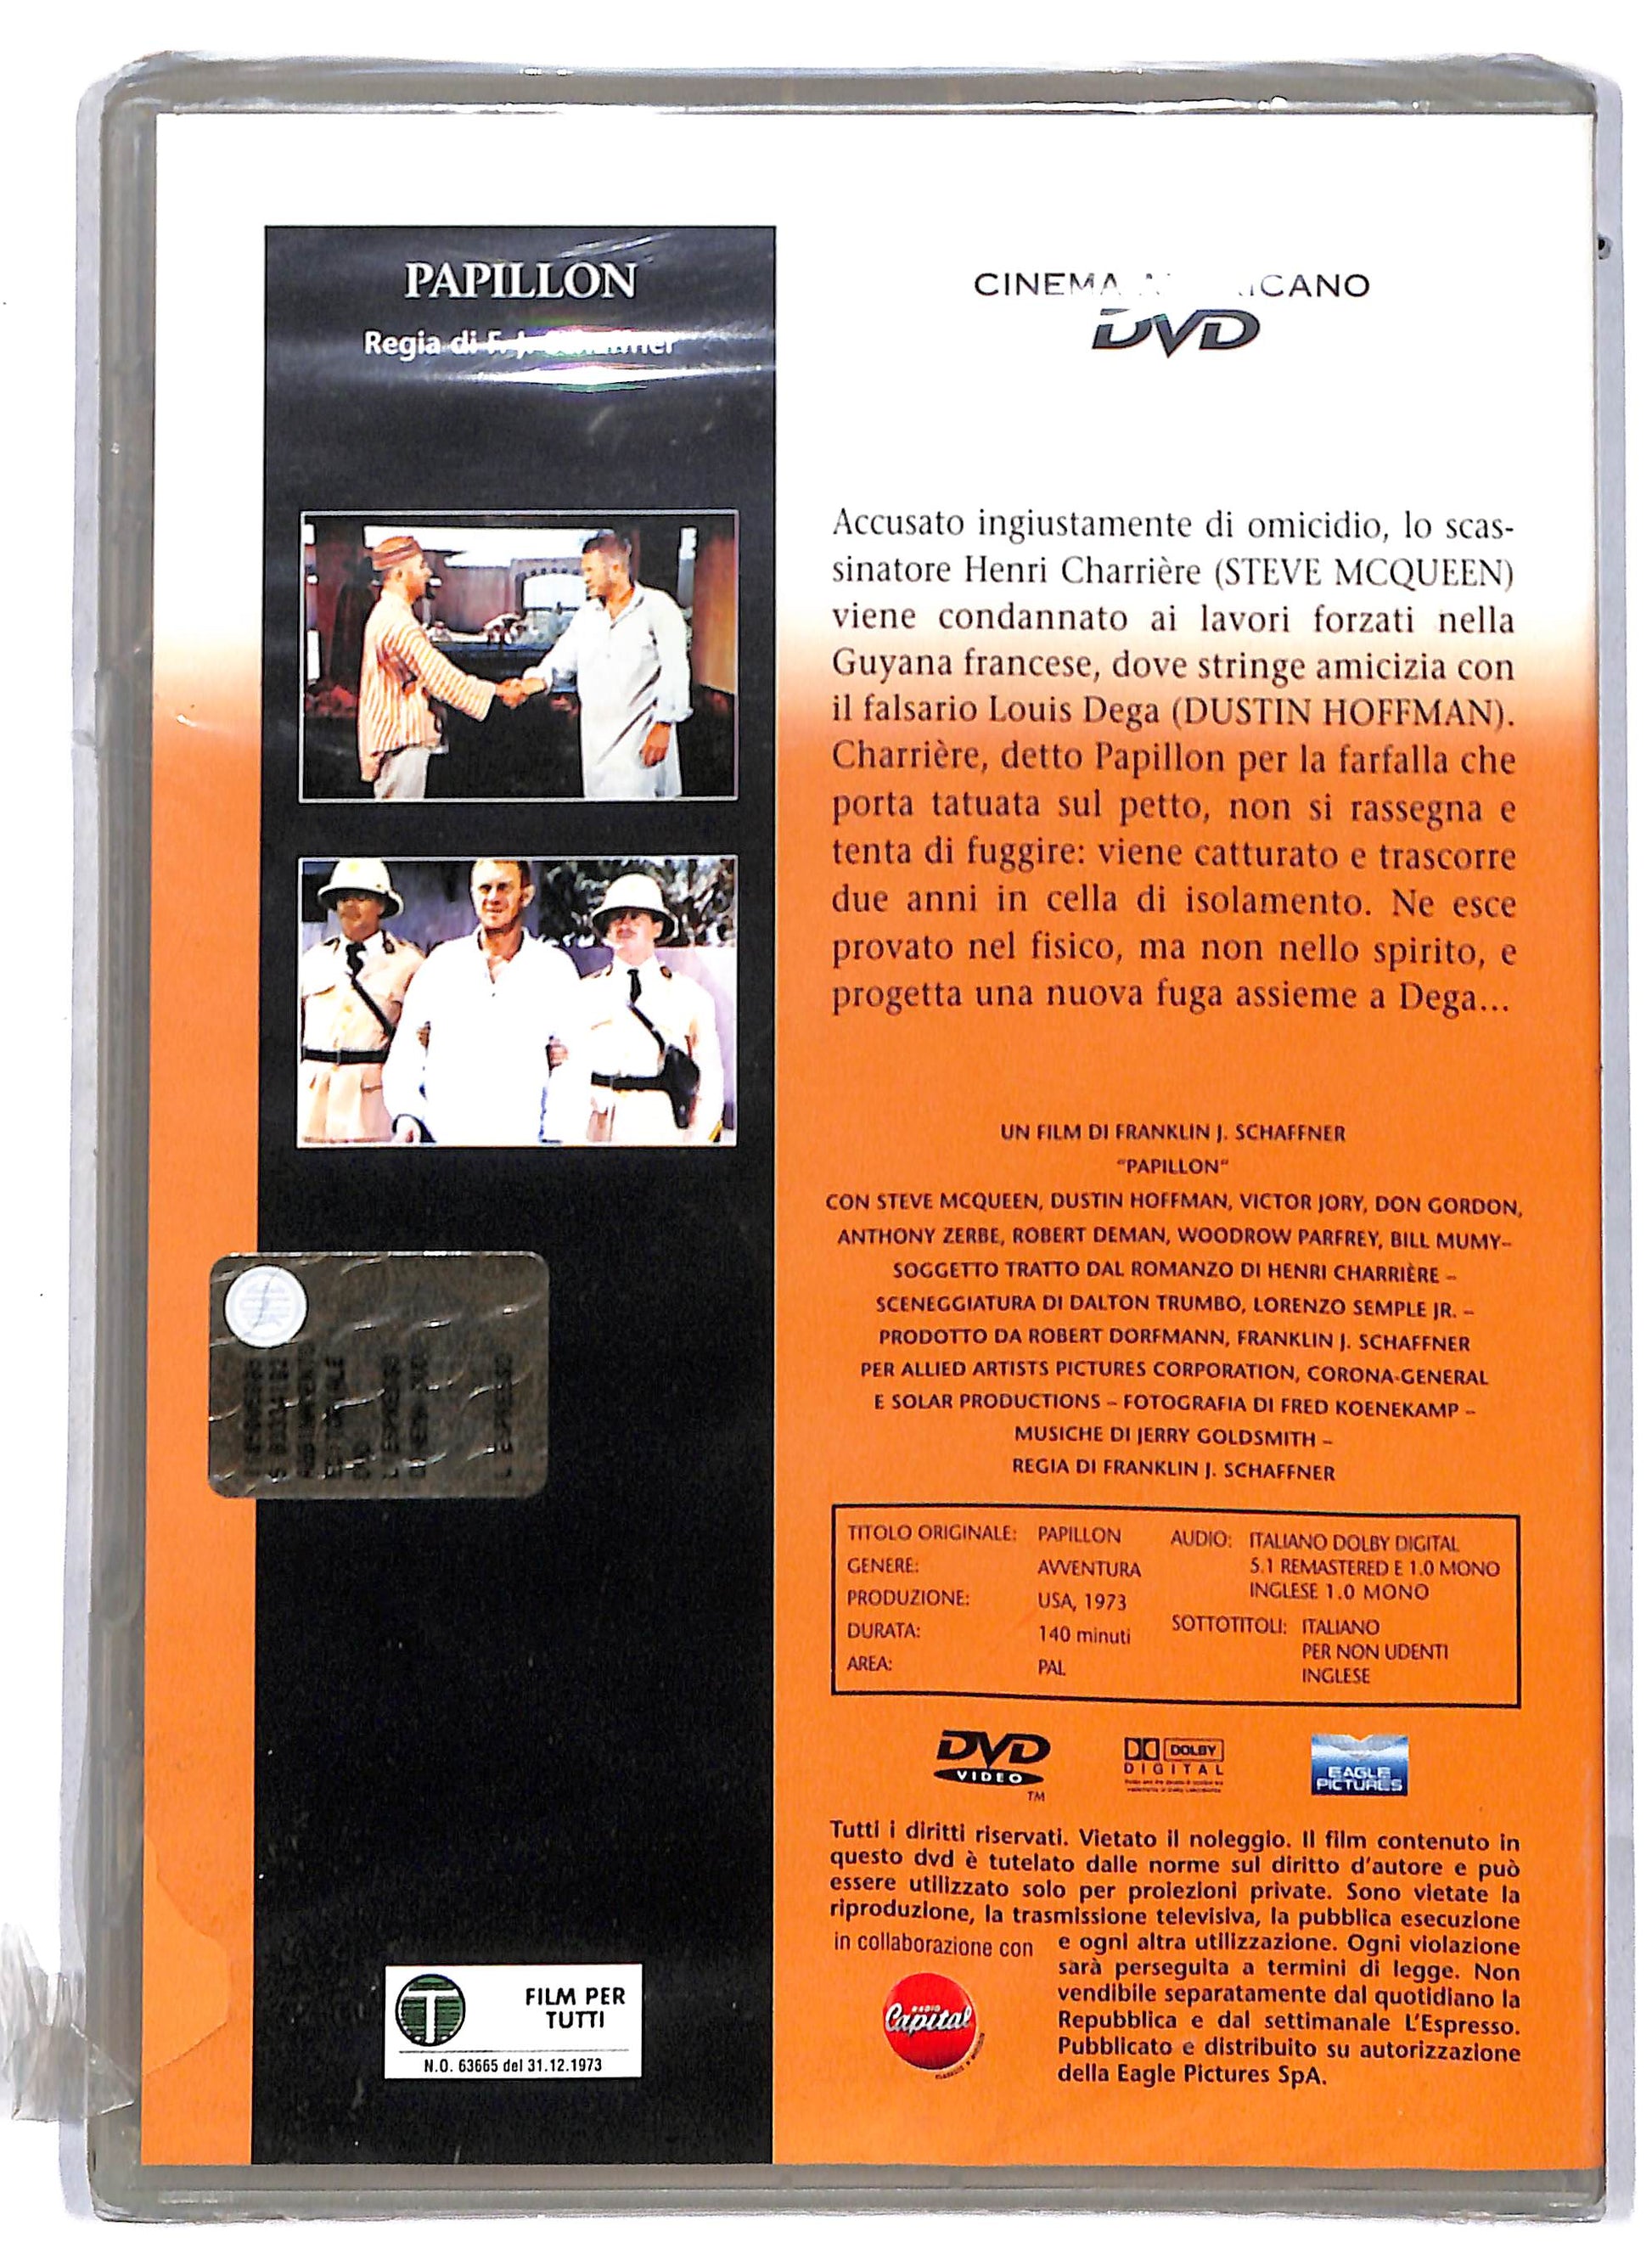 PAPILLON
Regia di F. J.
CINEMA
DVD
Accusato ingiustamente di omicidio, lo scas-
sinatore Henri Charrière (STEVE MCQUEEN)
viene condannato ai lavori forzati nella
Guyana francese, dove stringe amicizia con
il falsario Louis Dega (DUSTIN HOFFMAN).
Charrière, detto Papillon per la farfalla che
porta tatuata sul petto, non si rassegna e
tenta di fuggire: viene catturato e trascorre
due anni in cella di isolamento. Ne esce
provato nel fisico, ma non nello spirito, e
progetta una nuova fuga assieme a Dega...
UN FILM DI FRANKLIN J. SCHAFFNER
"PAPILLON"
CON STEVE MCQUEEN, DUSTIN HOFFMAN, VICTOR JORY, DON GORDON,
ANTHONY ZERBE, ROBERT DEMAN, WOODROW PARFREY, BILL MUMY–
SOGGETTO TRATTO DAL ROMANZO DI HENRI CHARRIÈRE –
SCENEGGIATURA DI DALTON TRUMBO, LORENZO SEMPLE JR. –
PRODOTTO DA ROBERT DORFMANN, FRANKLIN J. SCHAFFNER
PER ALLIED ARTISTS PICTURES CORPORATION, CORONA-GENERAL
E SOLAR PRODUCTIONS – FOTOGRAFIA DI FRED KOENEKAMP –
MUSICHE DI JERRY GOLDSMITH –
REGIA DI FRANKLIN J. SCHAFFNER
TITOLO ORIGINALE: PAPILLON
GENERE: AVVENTURA
PRODUZIONE: USA, 1973
DURATA: 140 minuti
AREA: PAL
AUDIO: ITALIANO DOLBY DIGITAL
5.1 REMASTERED E 1.0 MONO
INGLESE 1.0 MONO
SOTTOTITOLI: ITALIANO
PER NON UDENTI
INGLESE
DVD
VIDEO
TM
DOLBY
DIGITAL
EAGLE
PICTURES
Tutti i diritti riservati. Vietato il noleggio. Il film contenuto in
questo dvd è tutelato dalle norme sul diritto d'autore e può
essere utilizzato solo per proiezioni private. Sono vietate la
riproduzione, la trasmissione televisiva, la pubblica esecuzione
e ogni altra utilizzazione. Ogni violazione
sarà perseguita a termini di legge. Non
vendibile separatamente dal quotidiano la
Repubblica e dal settimanale L'Espresso.
Pubblicato e distribuito su autorizzazione
della Eagle Pictures SpA.
in collaborazione con
RADIO
Capital
T
FILM PER
TUTTI
N.O. 63665 del 31.12.1973